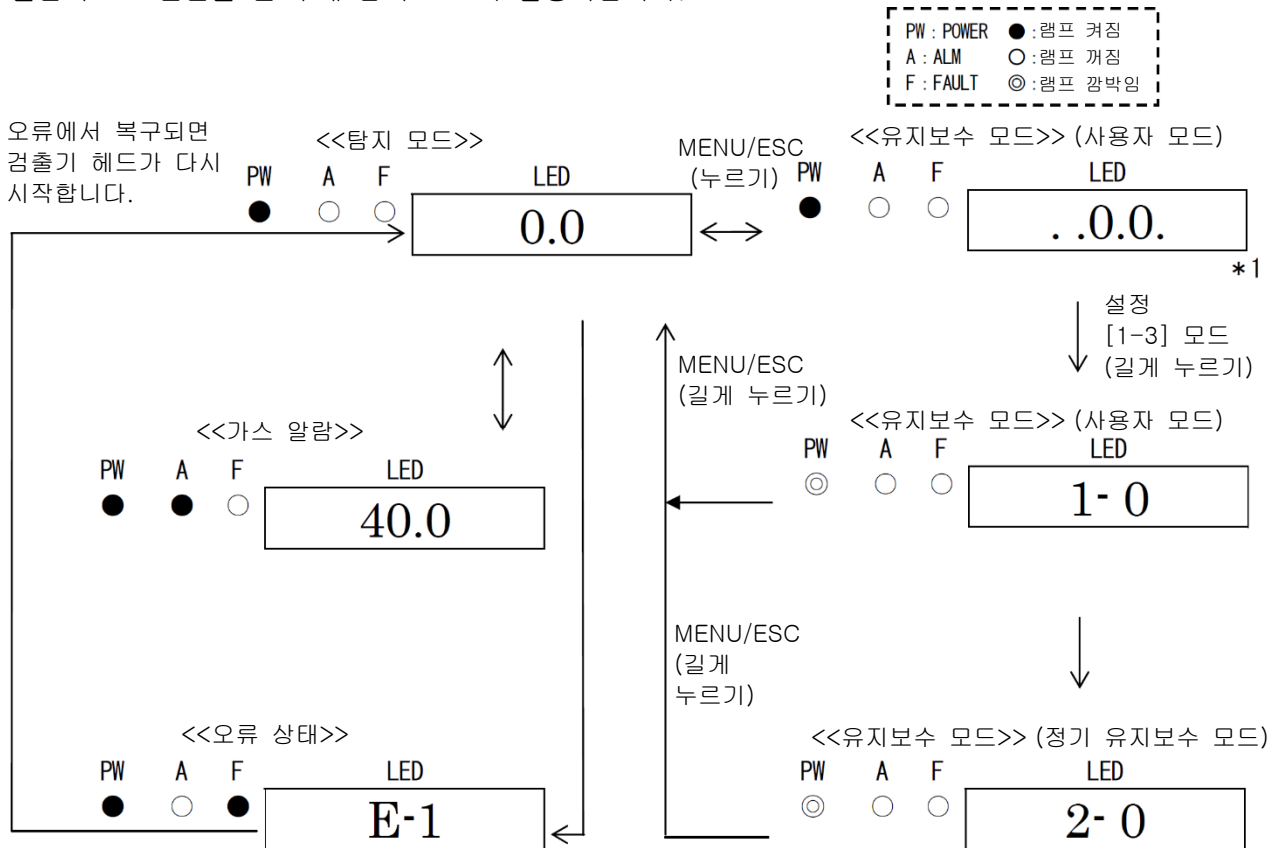 PW : POWER ● : 램프 켜짐
A : ALM ○ : 램프 꺼짐
F : FAULT ◎ : 램프 깜박임
오류에서 복구되면
검출기 헤드가 다시
시작합니다.
<<탐지 모드>>
PW A F LED
● ○ ○ 0.0
MENU/ESC
(누르기)
<<유지보수 모드>> (사용자 모드)
PW A F LED
● ○ ○ . .0.0.
*1
설정
[1-3] 모드
(길게 누르기)
MENU/ESC
(길게 누르기)
<<가스 알람>>
PW A F LED
● ● ○ 40.0
<<유지보수 모드>> (사용자 모드)
PW A F LED
◎ ○ ○ 1- 0
MENU/ESC
(길게
누르기)
<<오류 상태>>
PW A F LED
● ○ ● E-1
<<유지보수 모드>> (정기 유지보수 모드)
PW A F LED
◎ ○ ○ 2- 0